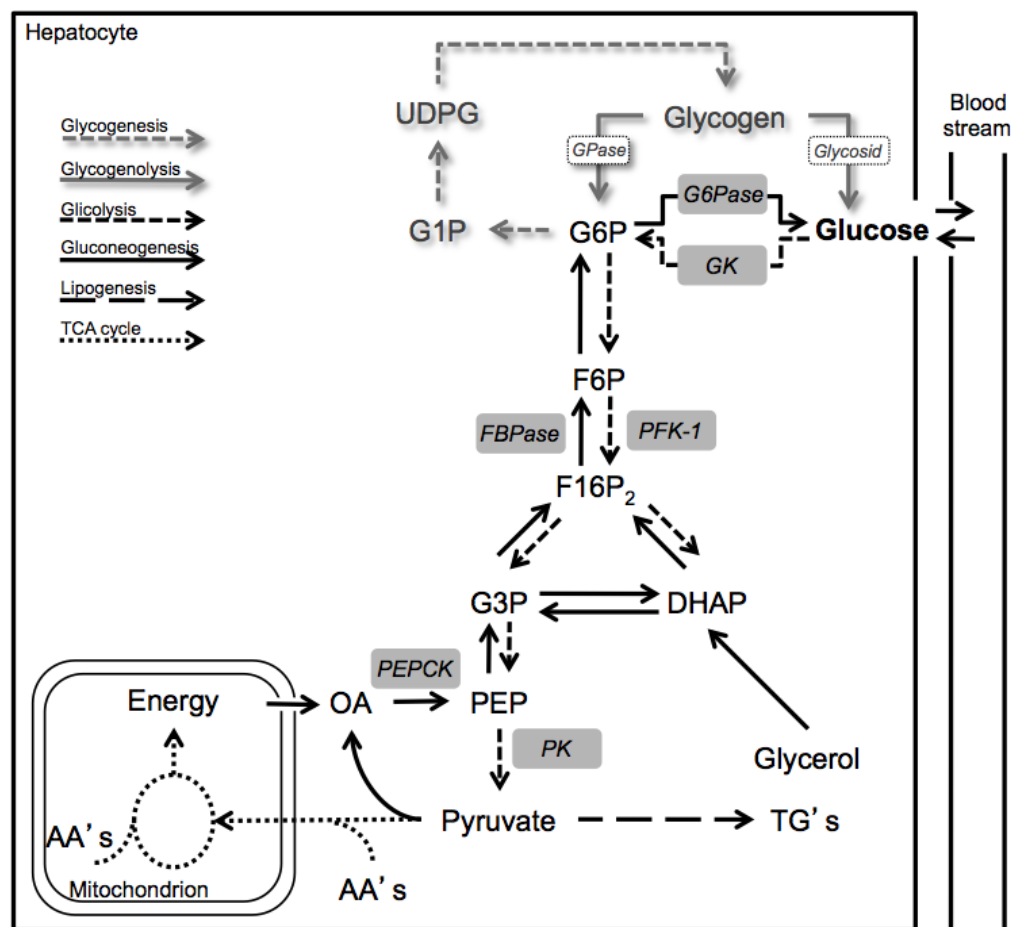 Hepatocyte
UDPG
Glycogen
Blood
stream
Glycogenesis
GPase
Glycosid
Glycogenolysis
G6Pase
Glicolysis
G1P
G6P
Glucose
Gluconeogenesis
GK
Lipogenesis
TCA cycle
F6P
FBPase
PFK-1
F16P2
G3P
DHAP
PEPCK
Energy
OA
PEP
PK
Glycerol
AA's
Pyruvate
TG's
Mitochondrion
AA's